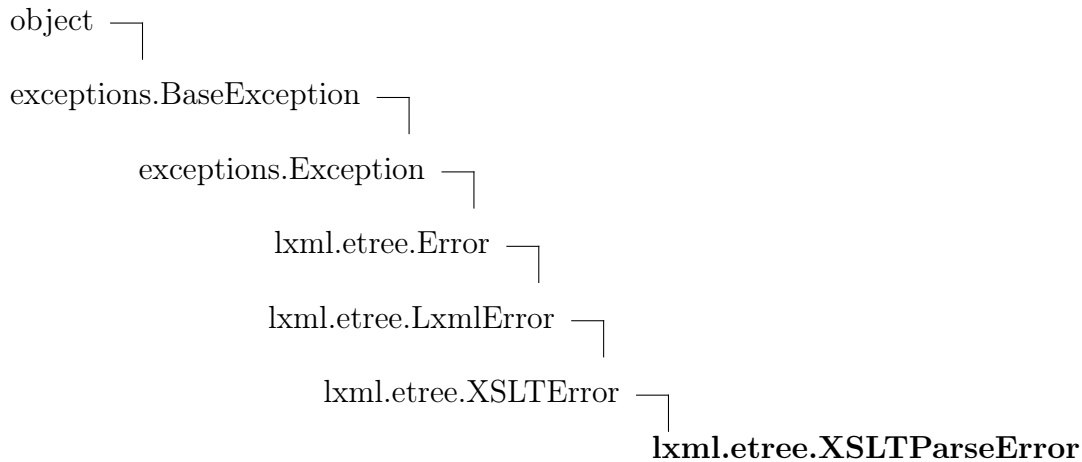 object
exceptions.BaseException
exceptions.Exception
lxml.etree.Error
lxml.etree.LxmlError
lxml.etree.XSLTError
lxml.etree.XSLTParseError